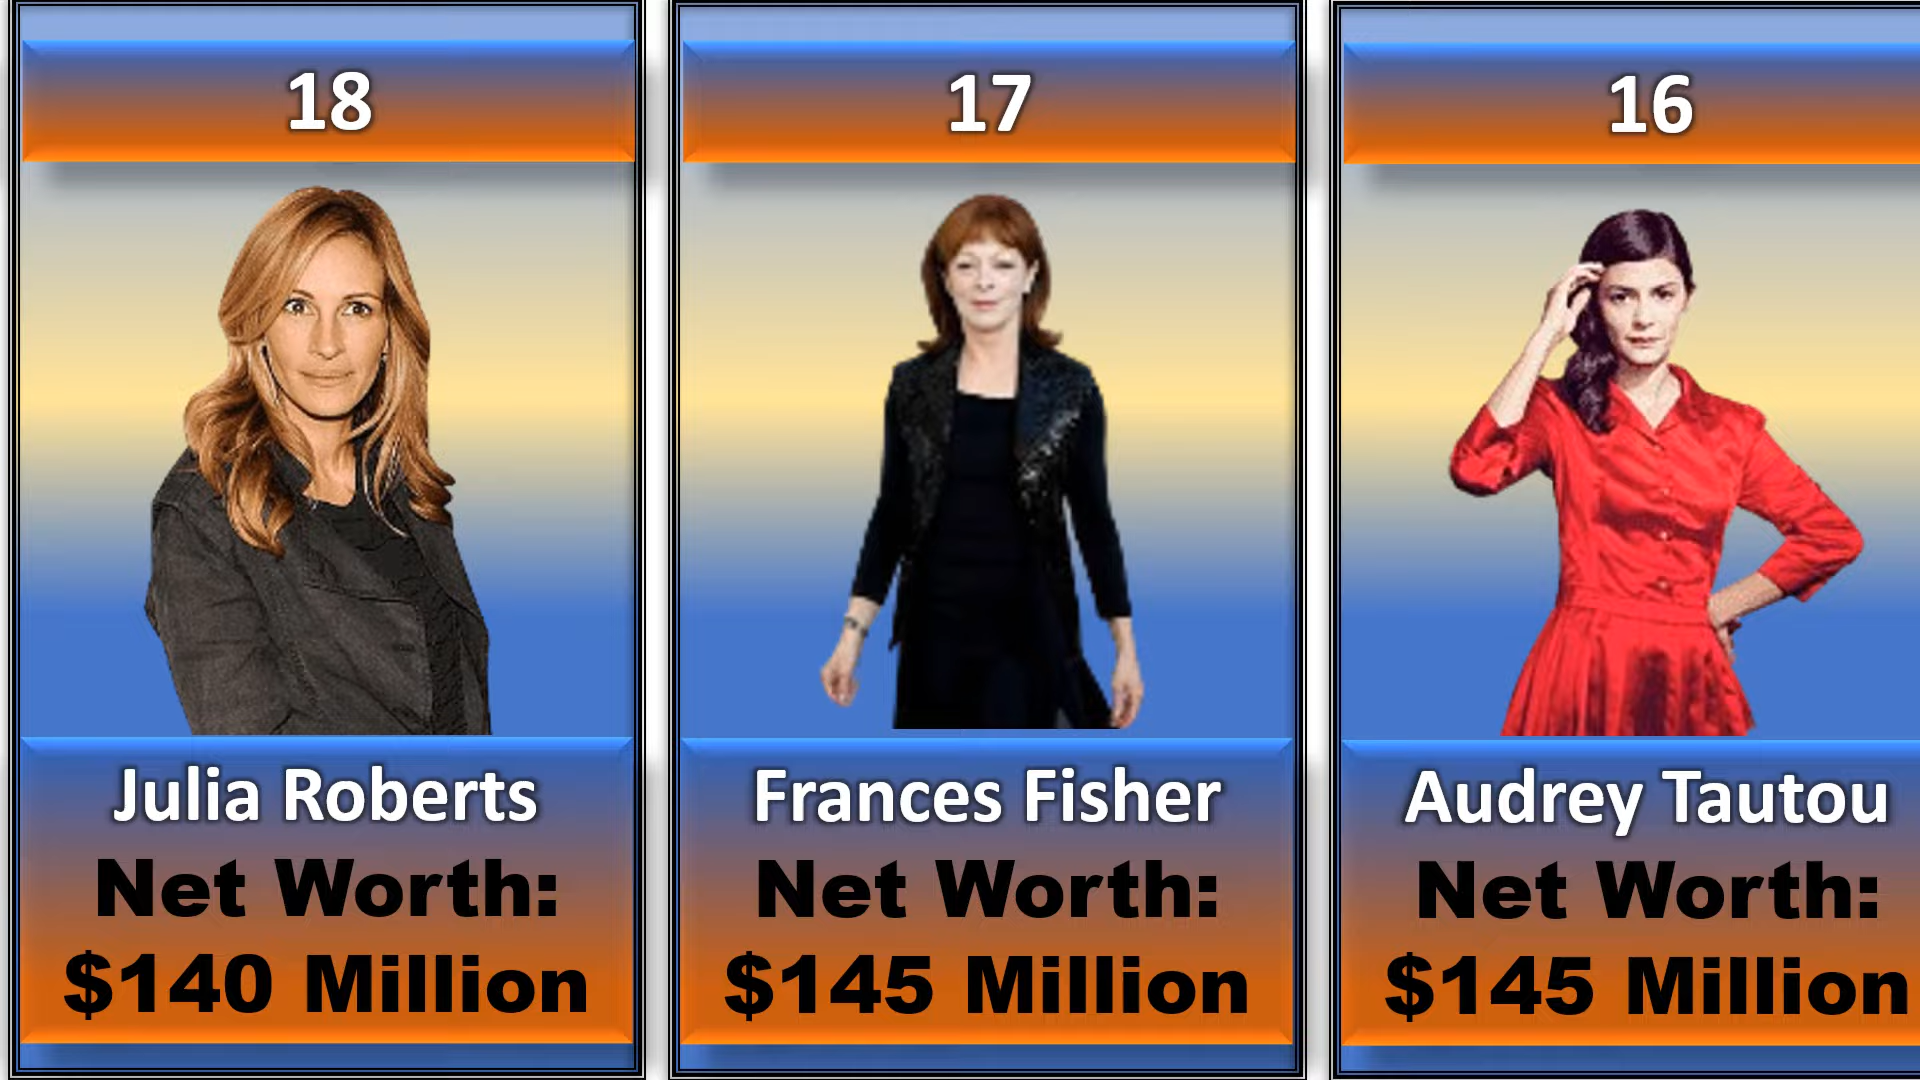 18
Julia Roberts
Net Worth:
$140 Million
17
Frances Fisher
Net Worth:
$145 Million
16
Audrey Tautou
Net Worth:
$145 Million